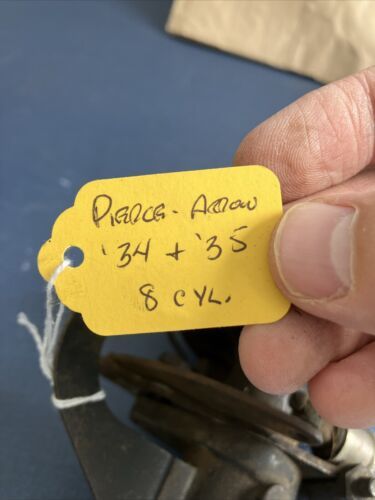 PIERCE-ARROW
'34 + '35
8 CYL.